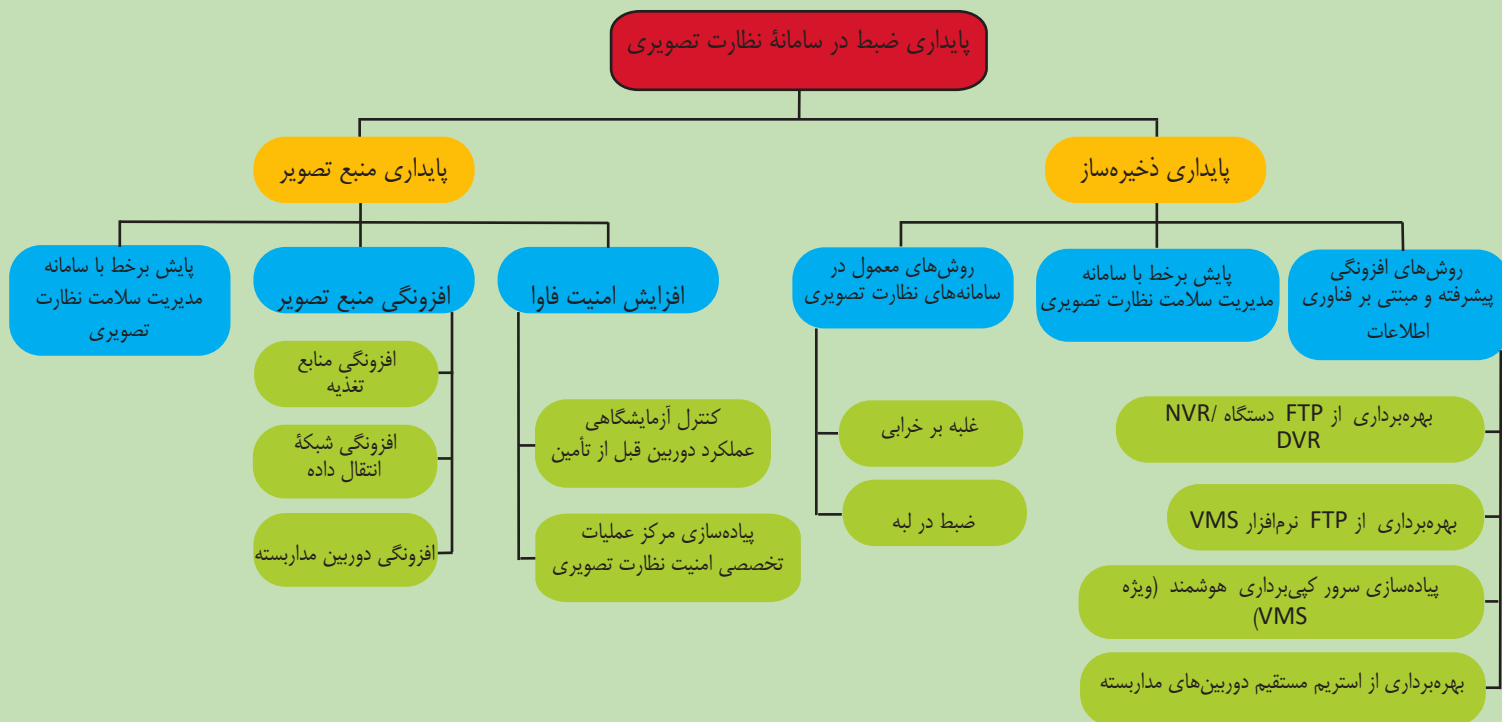 پایداری ضبط در سامانۀ نظارت تصویری
پایداری ذخیره‌ساز
پایداری منبع تصویر
روش‌های افزونگی
پیشرفته و مبتنی بر فناوری
اطلاعات
پایش برخط با سامانه
مدیریت سلامت نظارت تصویری
روش‌های معمول در
سامانه‌های نظارت تصویری
افزایش امنیت فاوا
افزونگی منبع تصویر
پایش برخط با سامانه
مدیریت سلامت نظارت
تصویری
بهره‌برداری از FTP دستگاه NVR/
DVR
بهره‌برداری از FTP نرم‌افزار VMS
پیاده‌سازی سرور کپی‌برداری هوشمند (ویژه
VMS)
بهره‌برداری از استریم مستقیم دوربین‌های مداربسته
غلبه بر خرابی
ضبط در لبه
کنترل آزمایشگاهی
عملکرد دوربین قبل از تأمین
پیاده‌سازی مرکز عملیات
تخصصی امنیت نظارت تصویری
افزونگی منابع
تغذیه
افزونگی شبکۀ
انتقال داده
افزونگی دوربین مداربسته